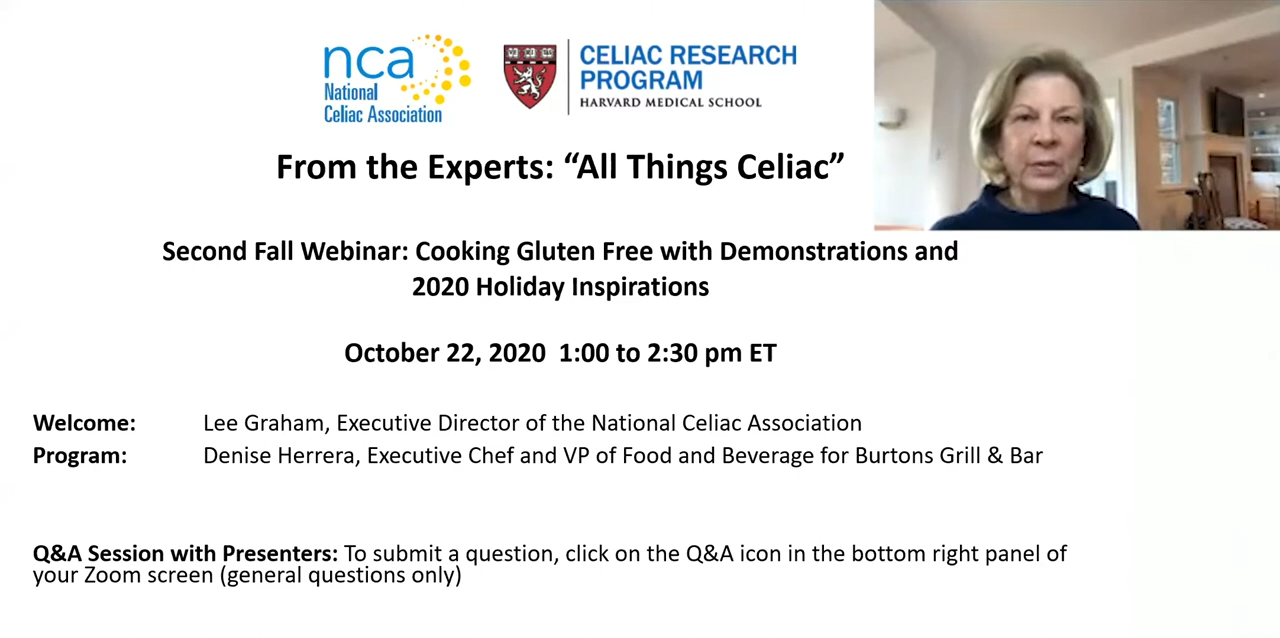 nca
National
Celiac Association
CELIAC RESEARCH
PROGRAM
HARVARD MEDICAL SCHOOL
From the Experts: “All Things Celiac”
Second Fall Webinar: Cooking Gluten Free with Demonstrations and
2020 Holiday Inspirations
October 22, 2020 1:00 to 2:30 pm ET
Welcome: Lee Graham, Executive Director of the National Celiac Association
Program: Denise Herrera, Executive Chef and VP of Food and Beverage for Burtons Grill & Bar
Q&A Session with Presenters: To submit a question, click on the Q&A icon in the bottom right panel of
your Zoom screen (general questions only)